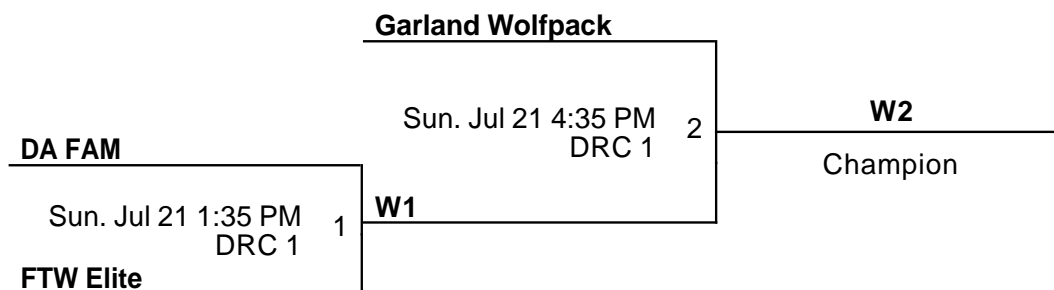 Garland Wolfpack
Sun. Jul 21 4:35 PM
DRC 1
2
W2
Champion
DA FAM
Sun. Jul 21 1:35 PM
DRC 1
1
W1
FTW Elite